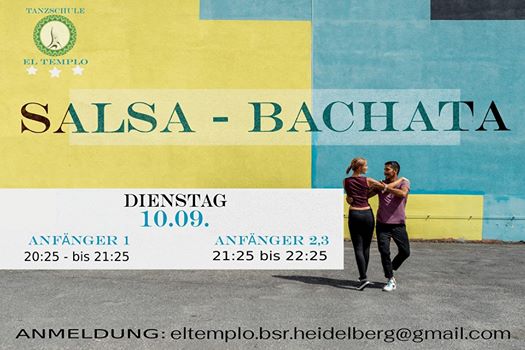 TANZSCHULE
EL TEMPLO
SALSA - BACHATA
DIENSTAG
10.09.
ANFÄNGER 1
20:25 - bis 21:25
ANFÄNGER 2,3
21:25 bis 22:25
ANMELDUNG: eltemplo.bsr.heidelberg@gmail.com